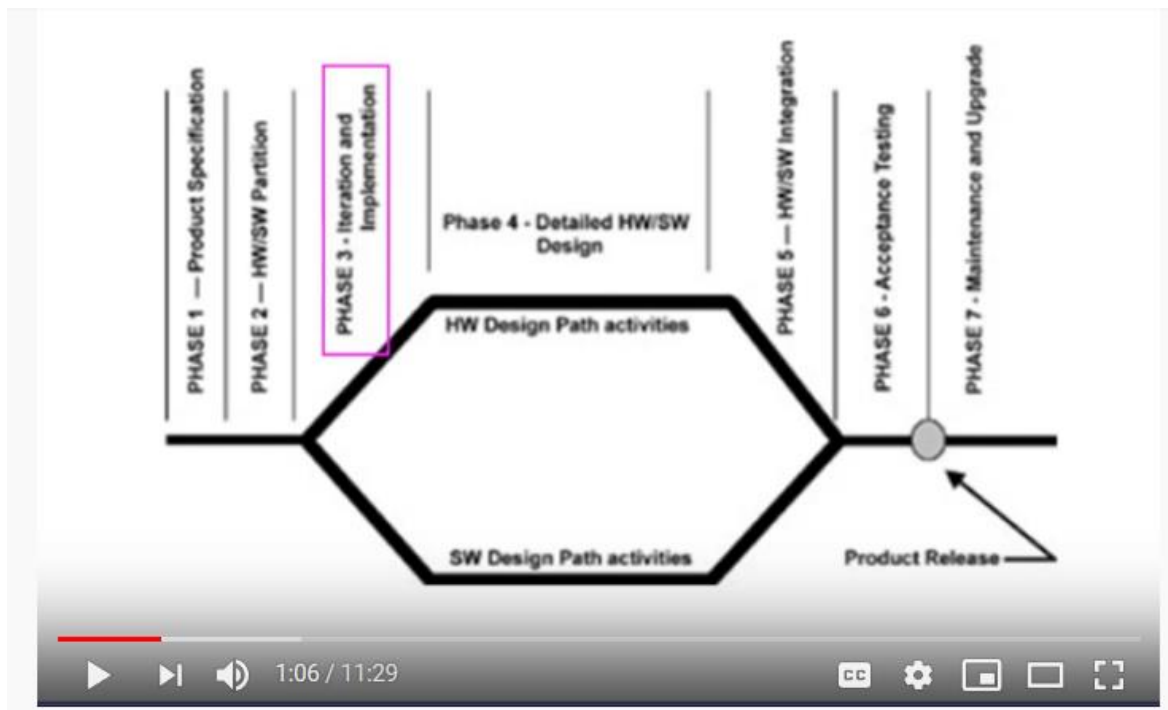 PHASE 1 — Product Specification
PHASE 2 — HW/SW Partition
PHASE 3 - Iteration and
Implementation
Phase 4 - Detailed HW/SW
Design
PHASE 5 — HW/SW Integration
PHASE 6 - Acceptance Testing
PHASE 7 - Maintenance and Upgrade
HW Design Path activities
SW Design Path activities
Product Release
1:06 / 11:29
CC